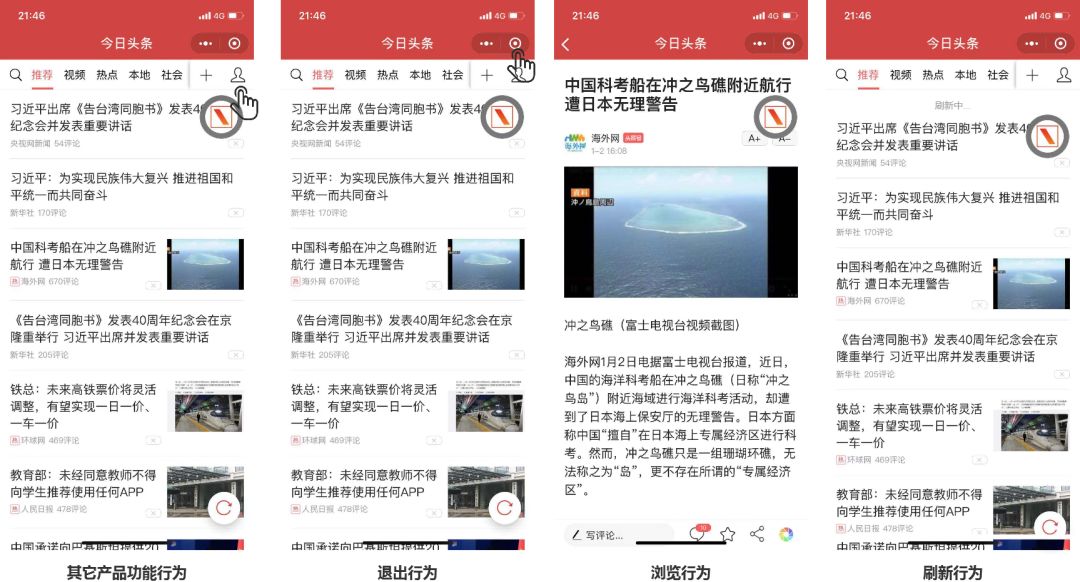 21:46
4G
今日头条
推荐 视频 热点 本地 社会
习近平出席《告台湾同胞书》发表4
纪念会并发表重要讲话
央视网新闻 54评论
习近平：为实现民族伟大复兴 推进祖国和
平统一而共同奋斗
新华社 170评论
中国科考船在冲之鸟礁附近
航行 遭日本无理警告
热 海外网 670评论
《告台湾同胞书》发表40周年纪念会在京
隆重举行 习近平出席并发表重要讲话
新华社 205评论
铁总：未来高铁票价将灵活
调整，有望实现一日一价、
一车一价
热 环球网 469评论
教育部：未经同意教师不得
向学生推荐使用任何APP
热 人民日报 478评论
中国承诺向巴基斯坦提供20
其它产品功能行为
21:46
4G
今日头条
推荐 视频 热点 本地 社会
习近平出席《告台湾同胞书》发表4
纪念会并发表重要讲话
央视网新闻 54评论
习近平：为实现民族伟大复兴 推进祖国和
平统一而共同奋斗
新华社 170评论
中国科考船在冲之鸟礁附近
航行 遭日本无理警告
热 海外网 670评论
《告台湾同胞书》发表40周年纪念会在京
隆重举行 习近平出席并发表重要讲话
新华社 205评论
铁总：未来高铁票价将灵活
调整，有望实现一日一价、
一车一价
热 环球网 469评论
教育部：未经同意教师不得
向学生推荐使用任何APP
热 人民日报 478评论
中国承诺向巴基斯坦提供20
退出行为
21:46
4G
今日头条
中国科考船在冲之鸟礁附近航行
遭日本无理警告
海外网 头条号
1-2 16:08
A+ A-
資料
沖ノ鳥島周辺
冲之鸟礁（富士电视台视频截图）
海外网1月2日电据富士电视台报道，近日，
中国的海洋科考船在冲之鸟礁（日称“冲之
鸟岛”）附近海域进行海洋科考活动，却遭
到了日本海上保安厅的无理警告。日本方面
称中国“擅自”在日本海上专属经济区进行科
考。然而，冲之鸟礁只是一组珊瑚环礁，无
法称之为“岛”，更不存在所谓的“专属经济
区”。
写评论...
浏览行为
21:46
4G
今日头条
推荐 视频 热点 本地 社会
刷新中...
习近平出席《告台湾同胞书》发表4
纪念会并发表重要讲话
央视网新闻 54评论
习近平：为实现民族伟大复兴 推进祖国和
平统一而共同奋斗
新华社 170评论
中国科考船在冲之鸟礁附近
航行 遭日本无理警告
热 海外网 670评论
《告台湾同胞书》发表40周年纪念会在京
隆重举行 习近平出席并发表重要讲话
新华社 205评论
铁总：未来高铁票价将灵活
调整，有望实现一日一价、
一车一价
热 环球网 469评论
教育部：未经同意教师不得
向学生推荐使用任何APP
热 人民日报 478评论
中国承诺向巴基斯坦提供20
刷新行为